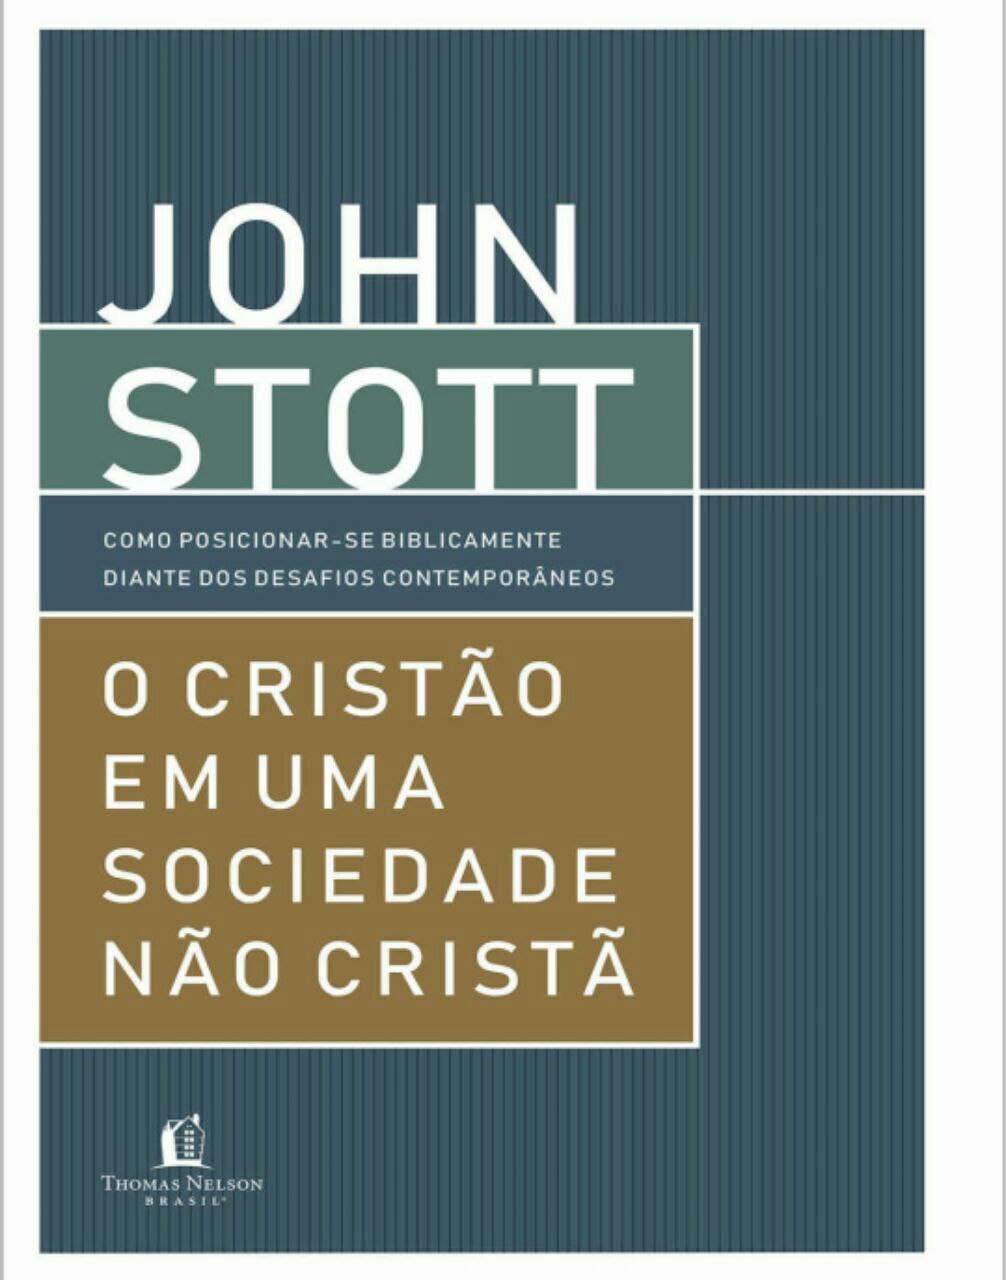 JOHN
STOTT
COMO POSICIONAR-SE BIBLICAMENTE
DIANTE DOS DESAFIOS CONTEMPORÂNEOS
O CRISTÃO
EM UMA
SOCIEDADE
NÃO CRISTÃ
THOMAS NELSON
BRASIL®